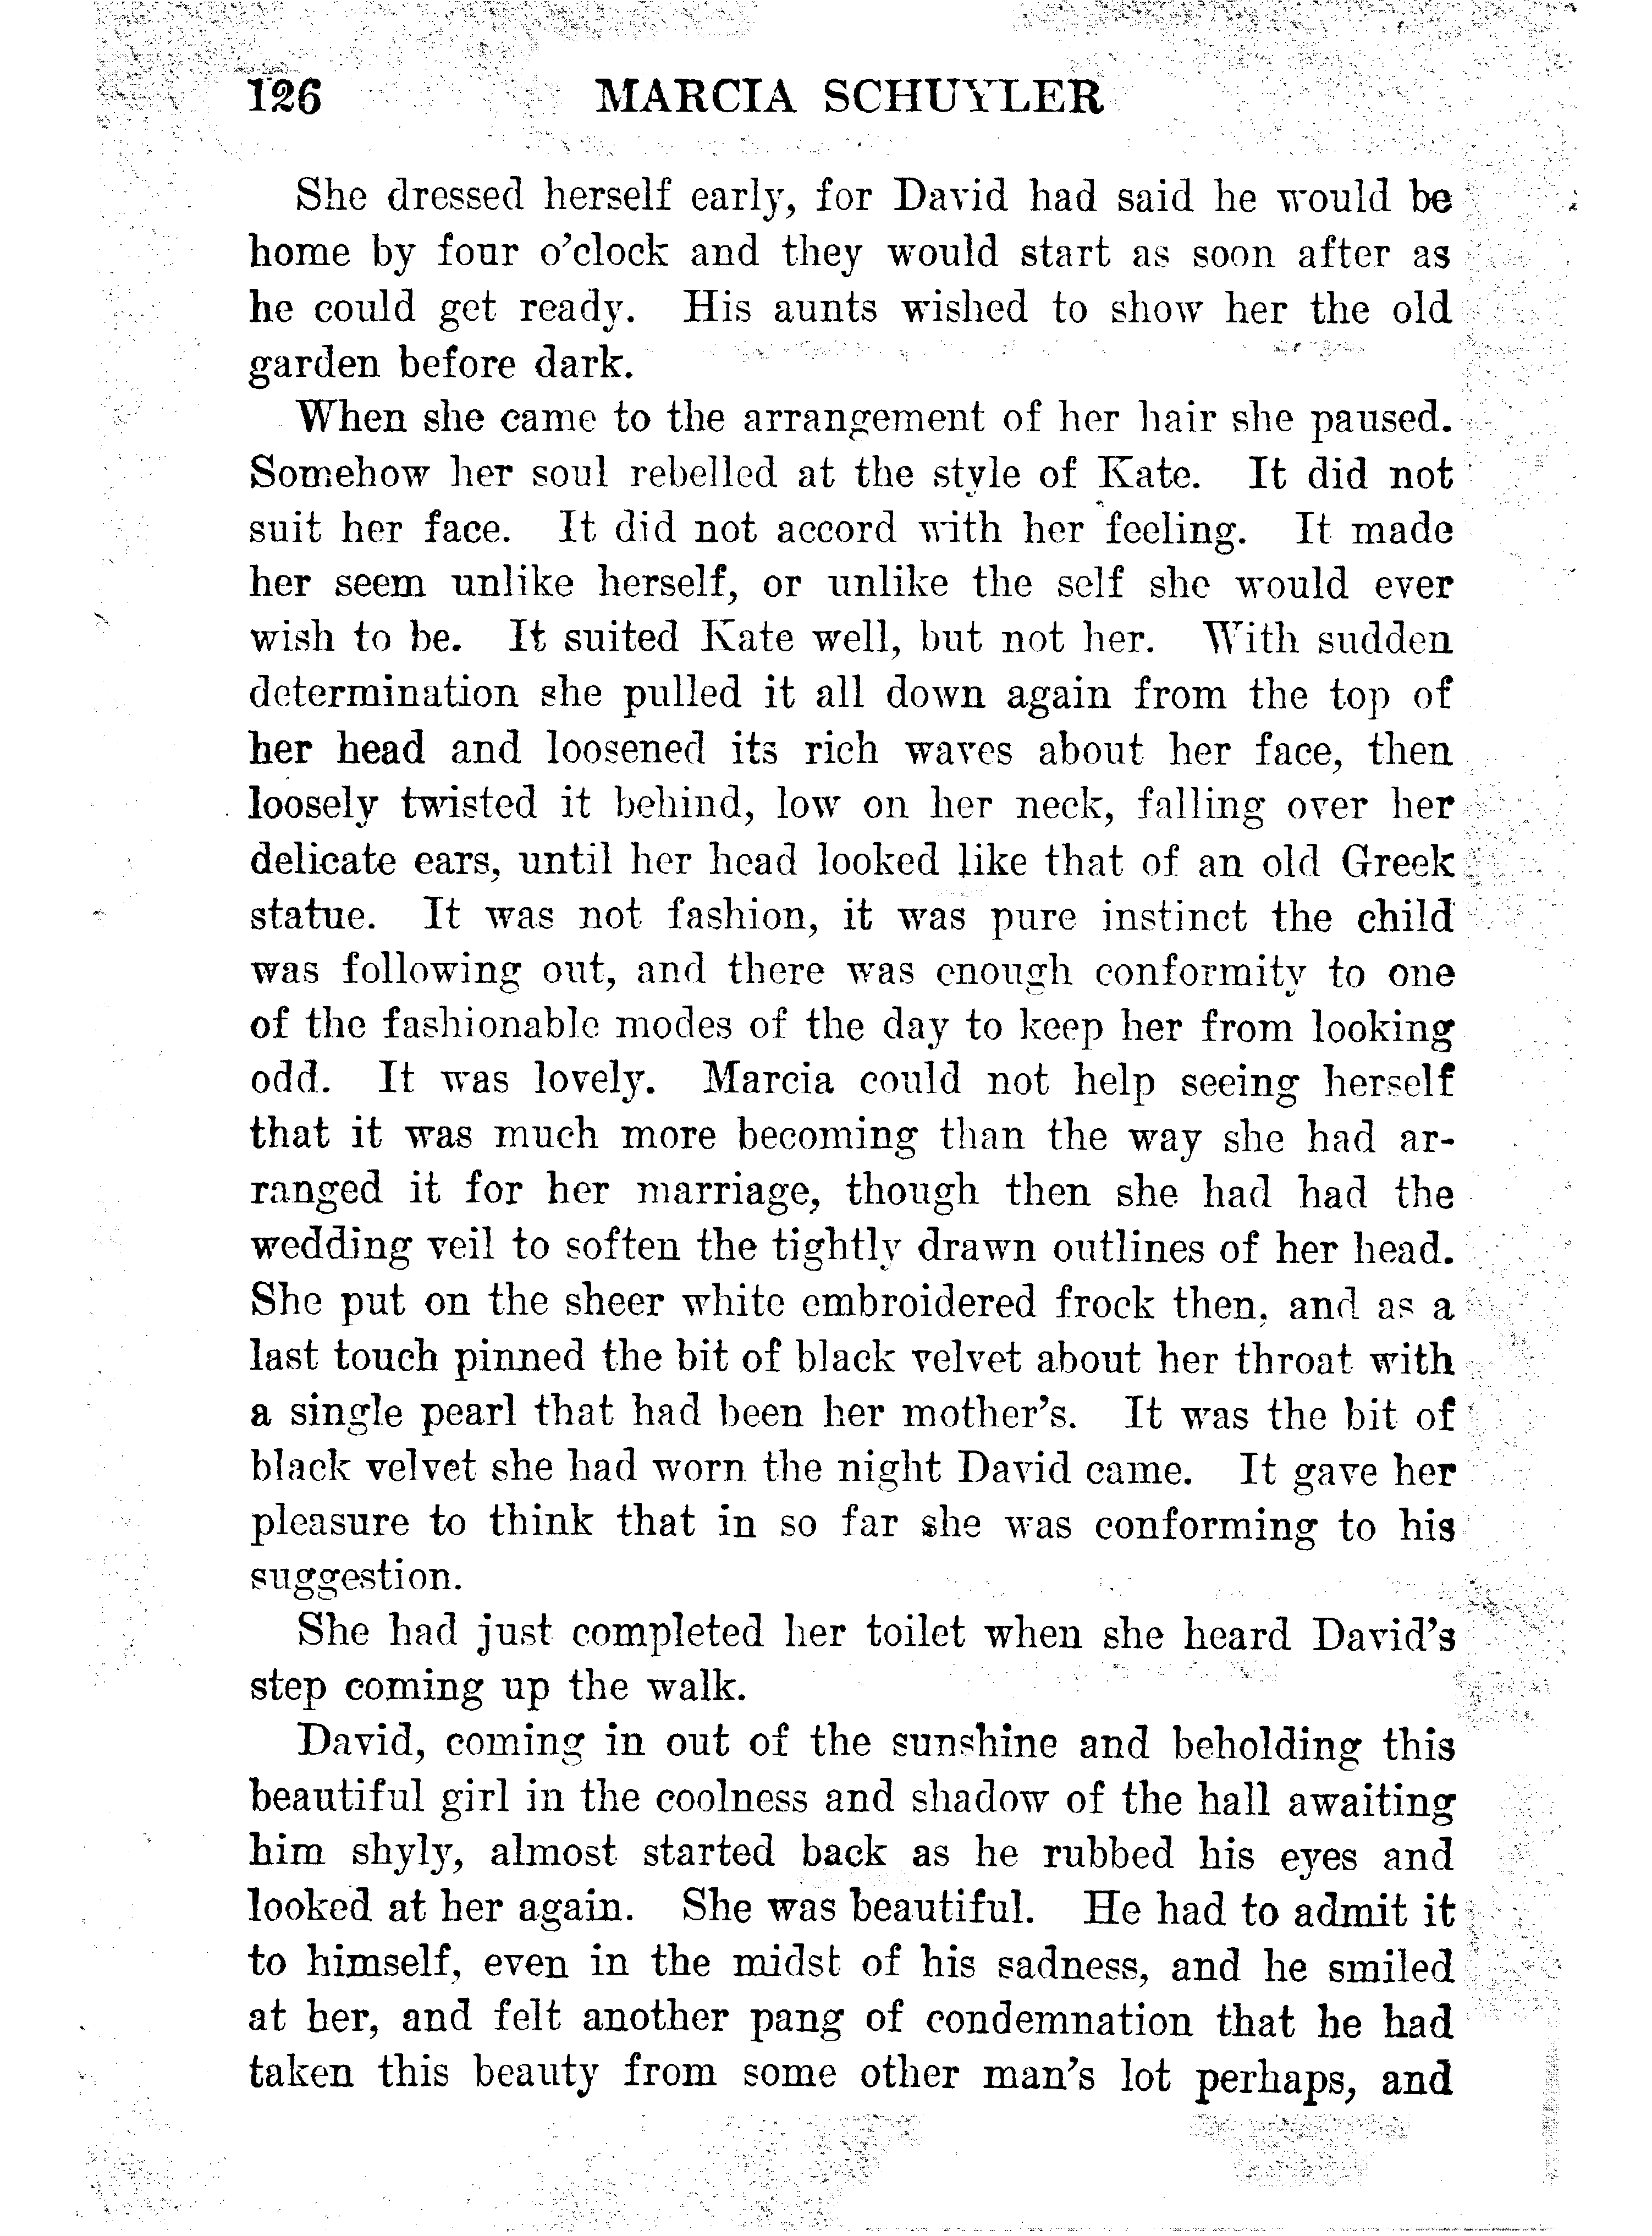 126 MARCIA SCHUYLER
She dressed herself early, for David had said he would be
home by four o'clock and they would start as soon after as
he could get ready. His aunts wished to show her the old
garden before dark.
When she came to the arrangement of her hair she paused.
Somehow her soul rebelled at the style of Kate. It did not
suit her face. It did not accord with her feeling. It made
her seem unlike herself, or unlike the self she would ever
wish to be. It suited Kate well, but not her. With sudden
determination she pulled it all down again from the top of
her head and loosened its rich waves about her face, then
loosely twisted it behind, low on her neck, falling over her
delicate ears, until her head looked like that of an old Greek
statue. It was not fashion, it was pure instinct the child
was following out, and there was enough conformity to one
of the fashionable modes of the day to keep her from looking
odd. It was lovely. Marcia could not help seeing herself
that it was much more becoming than the way she had ar-
ranged it for her marriage, though then she had had the
wedding veil to soften the tightly drawn outlines of her head.
She put on the sheer white embroidered frock then, and as a
last touch pinned the bit of black velvet about her throat with
a single pearl that had been her mother's. It was the bit of
black velvet she had worn the night David came. It gave her
pleasure to think that in so far she was conforming to his
suggestion.
She had just completed her toilet when she heard David's
step coming up the walk.
David, coming in out of the sunshine and beholding this
beautiful girl in the coolness and shadow of the hall awaiting
him shyly, almost started back as he rubbed his eyes and
looked at her again. She was beautiful. He had to admit it
to himself, even in the midst of his sadness, and he smiled
at her, and felt another pang of condemnation that he had
taken this beauty from some other man's lot perhaps, and